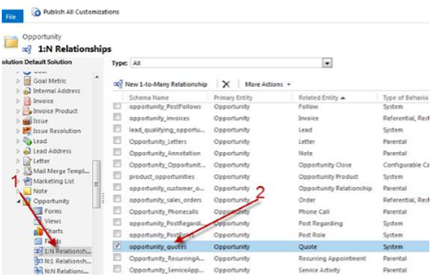 File
Publish All Customizations
Opportunity
1:N Relationships
olution Default Solution
Type: All
Goal Metric
Internal Address
Invoice
Invoice Product
Issue
Issue Resolution
Lead
Lead Address
Letter
Mail Merge Templ...
Marketing List
Note
Opportunity
Forms
Views
Charts
1:N Relationsh...
N:1 Relationsh...
N:N Relations...
1
2
New 1-to-Many Relationship More Actions
Schema Name Primary Entity Related Entity Type of Behavio
opportunity_PostFollows Opportunity Follow System
opportunity_invoices Opportunity Invoice Referential, Rest
lead_qualifying_opportu... Opportunity Lead System
Opportunity_Letters Opportunity Letter Parental
Opportunity_Annotation Opportunity Note Parental
Opportunity_Opportunit... Opportunity Opportunity Close Configurable Ca
product_opportunities Opportunity Opportunity Product System
opportunity_customer_o... Opportunity Opportunity Relationship Parental
opportunity_sales_orders Opportunity Order Referential, Rest
Opportunity_Phonecalls Opportunity Phone Call Parental
opportunity_PostRegardi... Opportunity Post Regarding System
opportunity_PostRoles Opportunity Post Role System
opportunity_quotes Opportunity Quote System
Opportunity_RecurringA... Opportunity Recurring Appointment Parental
Opportunity_ServiceApp... Opportunity Service Activity Parental